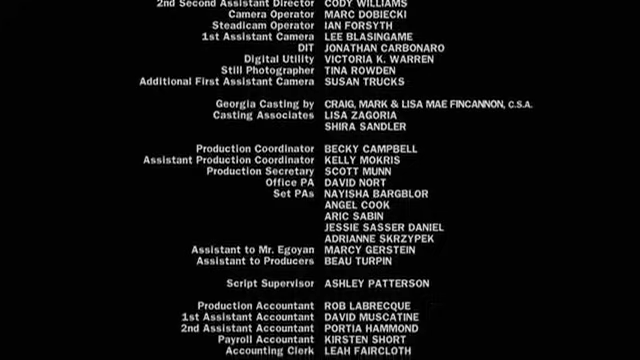 2nd Second Assistant Director CODY WILLIAMS
Camera Operator MARC DOBIECKI
Steadicam Operator IAN FORSYTH
1st Assistant Camera LEE BLASINGAME
DIT JONATHAN CARBONARO
Digital Utility VICTORIA K. WARREN
Still Photographer TINA ROWDEN
Additional First Assistant Camera SUSAN TRUCKS
Georgia Casting by CRAIG, MARK & LISA MAE FINCANNON, C.S.A.
Casting Associates LISA ZAGORIA
SHIRA SANDLER
Production Coordinator BECKY CAMPBELL
Assistant Production Coordinator KELLY MOKRIS
Production Secretary SCOTT MUNN
Office PA DAVID NORT
Set PAs NAYISHA BARGBLOR
ANGEL COOK
ARIC SABIN
JESSIE SASSER DANIEL
ADRIANNE SKRZYPEK
Assistant to Mr. Egoyan MARCY GERSTEIN
Assistant to Producers BEAU TURPIN
Script Supervisor ASHLEY PATTERSON
Production Accountant ROB LABRECQUE
1st Assistant Accountant DAVID MUSCATINE
2nd Assistant Accountant PORTIA HAMMOND
Payroll Accountant KIRSTEN SHORT
Accounting Clerk LEAH FAIRCLOTH